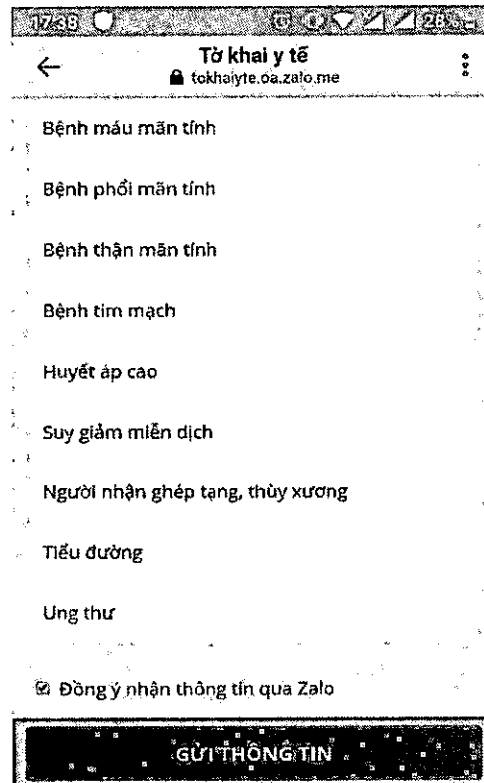 17:38 28%
Tờ khai y tế
tokhaiyte.oa.zalo.me
Bệnh máu mãn tính
Bệnh phổi mãn tính
Bệnh thận mãn tính
Bệnh tim mạch
Huyết áp cao
Suy giảm miễn dịch
Người nhận ghép tạng, thủy xương
Tiểu đường
Ung thư
Đồng ý nhận thông tin qua Zalo
GỬI THÔNG TIN